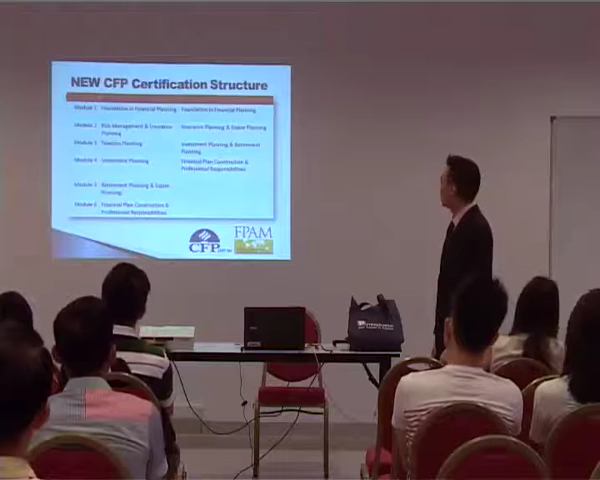 NEW CFP Certification Structure
Module 1 Foundation in Financial Planning Foundation in Financial Planning
Module 2 Risk Management & Insurance Planning Insurance Planning & Estate Planning
Module 3 Taxation Planning Investment Planning & Retirement Planning
Module 4 Investment Planning Financial Plan Construction & Professional Responsibilities
Module 5 Retirement Planning & Estate Planning
Module 6 Financial Plan Construction & Professional Responsibilities
CFP
FPAM